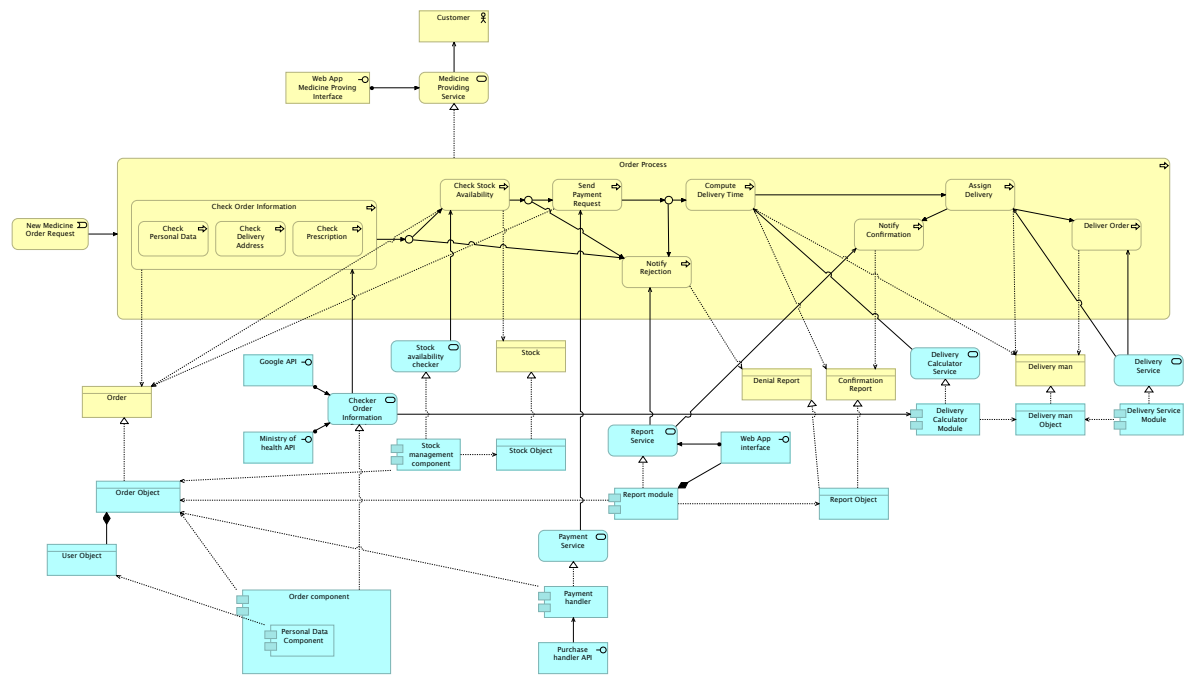 Customer
Web App
Medicine Proving
Interface
Medicine
Providing
Service
Order Process
New Medicine
Order Request
Check Order Information
Check
Personal Data
Check
Delivery
Address
Check
Prescription
Check Stock
Availability
Send
Payment
Request
Compute
Delivery Time
Assign
Delivery
Notify
Confirmation
Deliver Order
Notify
Rejection
Google API
Stock
availability
checker
Stock
Delivery
Calculator
Service
Delivery man
Delivery
Service
Denial Report
Confirmation
Report
Order
Checker
Order
Information
Ministry of
health API
Stock
management
component
Stock Object
Report
Service
Web App
interface
Delivery
Calculator
Module
Delivery man
Object
Delivery Service
Module
Order Object
Report module
Report Object
User Object
Payment
Service
Order component
Personal Data
Component
Payment
handler
Purchase
handler API